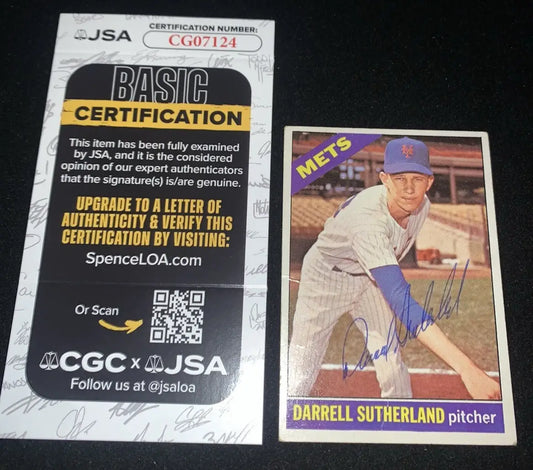 JSA
CERTIFICATION NUMBER:
CG07124
BASIC
CERTIFICATION
This item has been fully examined
by JSA, and it is the considered
opinion of our expert authenticators
that the signature(s) is/are genuine.
UPGRADE TO A LETTER OF
AUTHENTICITY & VERIFY THIS
CERTIFICATION BY VISITING:
SpenceLOA.com
Or Scan
CGC x JSA
Follow us at @jsaloa
METS
Darrell Sutherland
DARRELL SUTHERLAND pitcher